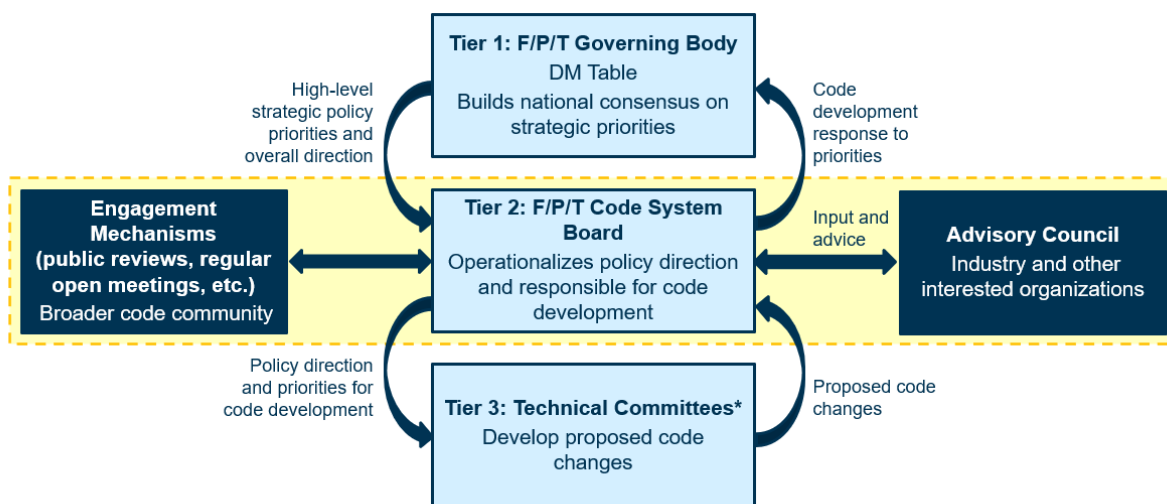 Tier 1: F/P/T Governing Body
DM Table
Builds national consensus on
strategic priorities
High-level
strategic policy
priorities and
overall direction
Code
development
response to
priorities
Engagement
Mechanisms
(public reviews, regular
open meetings, etc.)
Broader code community
Tier 2: F/P/T Code System
Board
Operationalizes policy direction
and responsible for code
development
Input and
advice
Advisory Council
Industry and other
interested organizations
Policy direction
and priorities for
code development
Proposed code
changes
Tier 3: Technical Committees*
Develop proposed code
changes